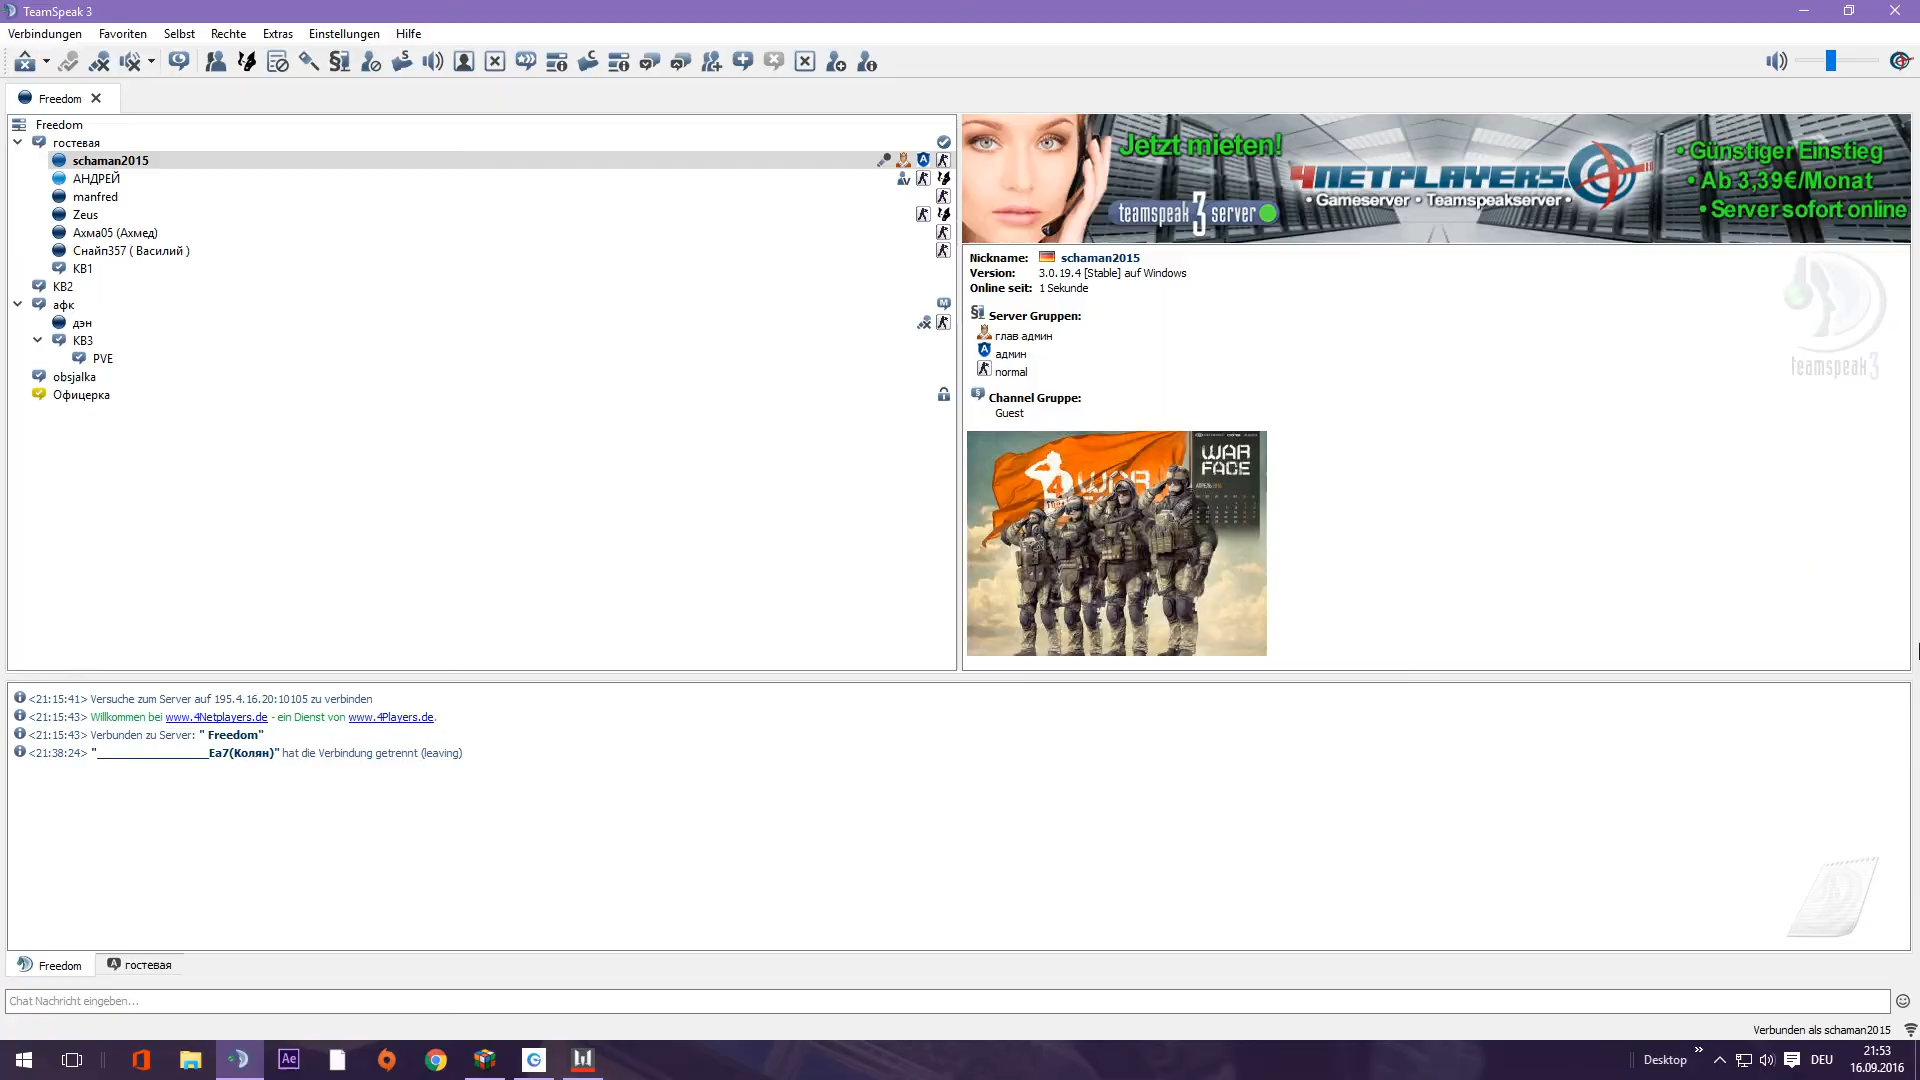 TeamSpeak 3
Verbindungen Favoriten Selbst Rechte Extras Einstellungen Hilfe
Freedom
Freedom
гостевая
schaman2015
АНДРЕЙ
manfred
Zeus
Ахма05 (Ахмед)
Снайп357 ( Василий )
КВ1
КВ2
афк
дэн
КВ3
PVE
obsjalka
Офицерка
Jetzt mieten!
teamspeak 3 server
4NETPLAYERS.
• Gameserver • Teamspeakserver •
• Günstiger Einstieg
• Ab 3,39€/Monat
• Server sofort online
Nickname: schaman2015
Version: 3.0.19.4 [Stable] auf Windows
Online seit: 1 Sekunde
Server Gruppen:
глав админ
админ
normal
Channel Gruppe:
Guest
teamspeak 3
WAR
FACE
АПРЕЛЬ
<21:15:41> Versuche zum Server auf 195.4.16.20:10105 zu verbinden
<21:15:43> Willkommen bei www.4Netplayers.de - ein Dienst von www.4Players.de.
<21:15:43> Verbunden zu Server: " Freedom"
<21:38:24> "___________________Ea7(Колян)" hat die Verbindung getrennt (leaving)
Freedom гостевая
Chat Nachricht eingeben...
Verbunden als schaman2015
Ae
Desktop
DEU
21:53
16.09.2016